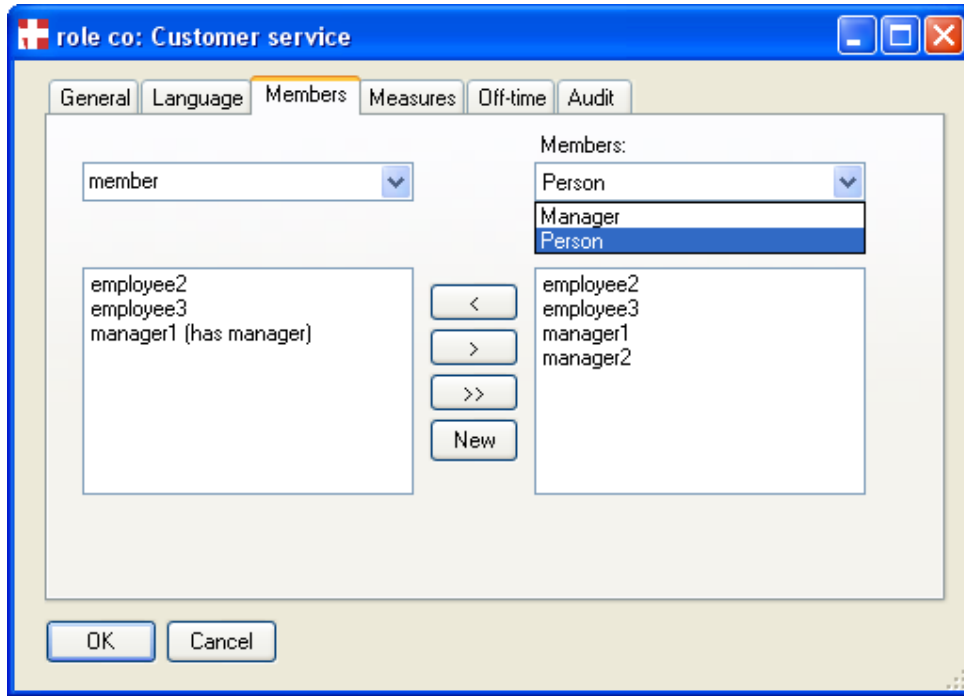 role co: Customer service
General Language Members Measures Off-time Audit
Members:
member
Person
Manager
Person
employee2
employee3
manager1 (has manager)
<
>
>>
New
employee2
employee3
manager1
manager2
OK Cancel